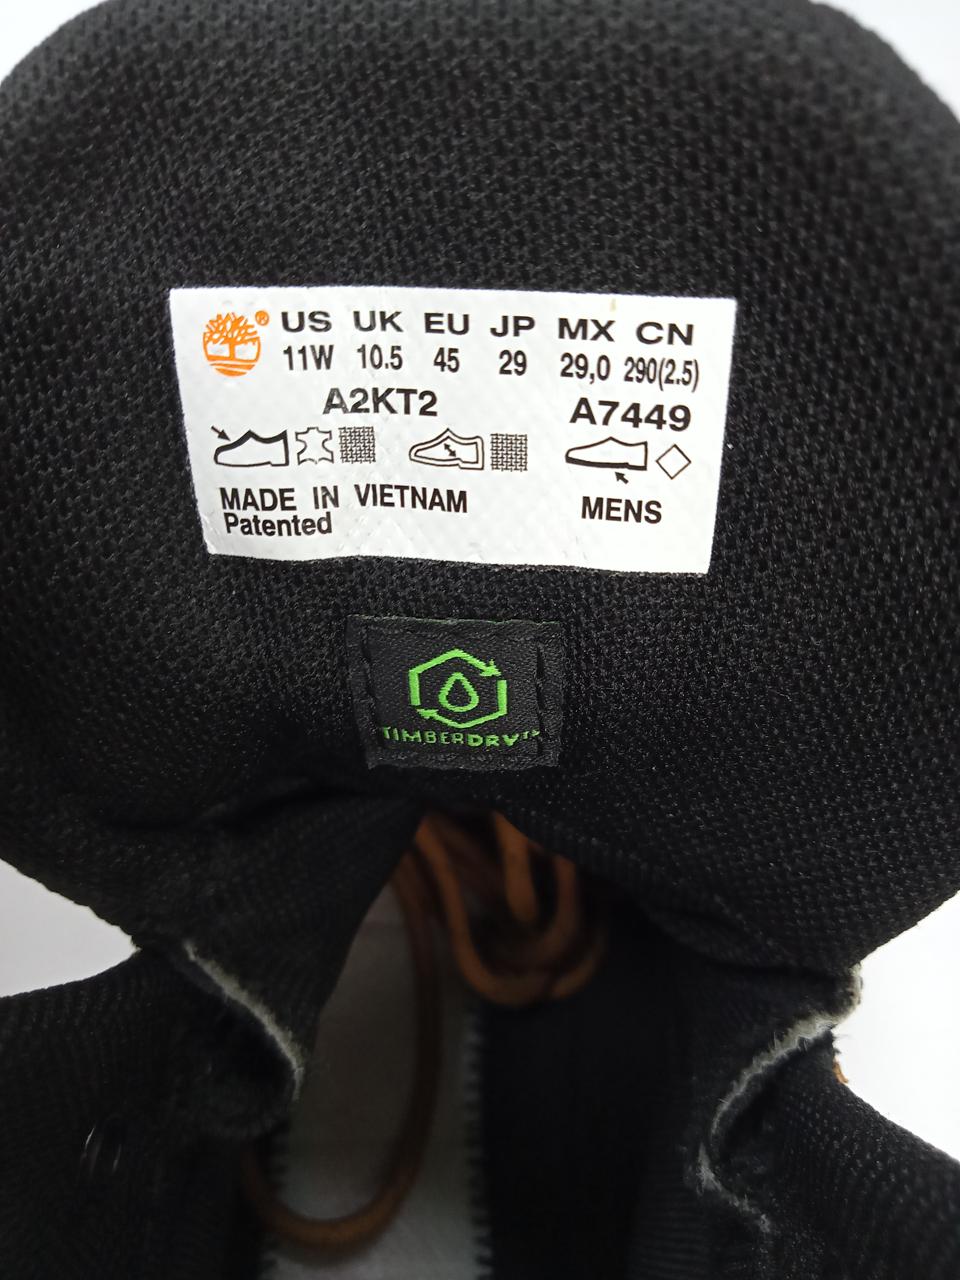 ® US UK EU JP MX CN
11W 10.5 45 29 29,0 290(2.5)
A2KT2 A7449
MADE IN VIETNAM MENS
Patented
TIMBERDRY™